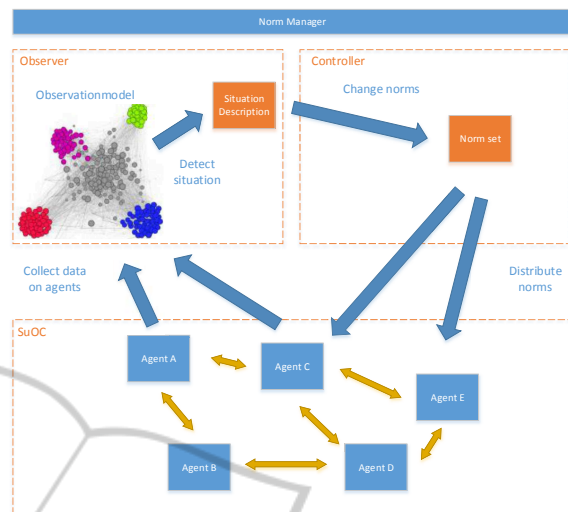 Norm Manager
Observer
Controller
Observationmodel
Situation
Description
Change norms
Norm set
Detect
situation
Collect data
on agents
Distribute
norms
SuOC
Agent A
Agent C
Agent E
Agent B
Agent D